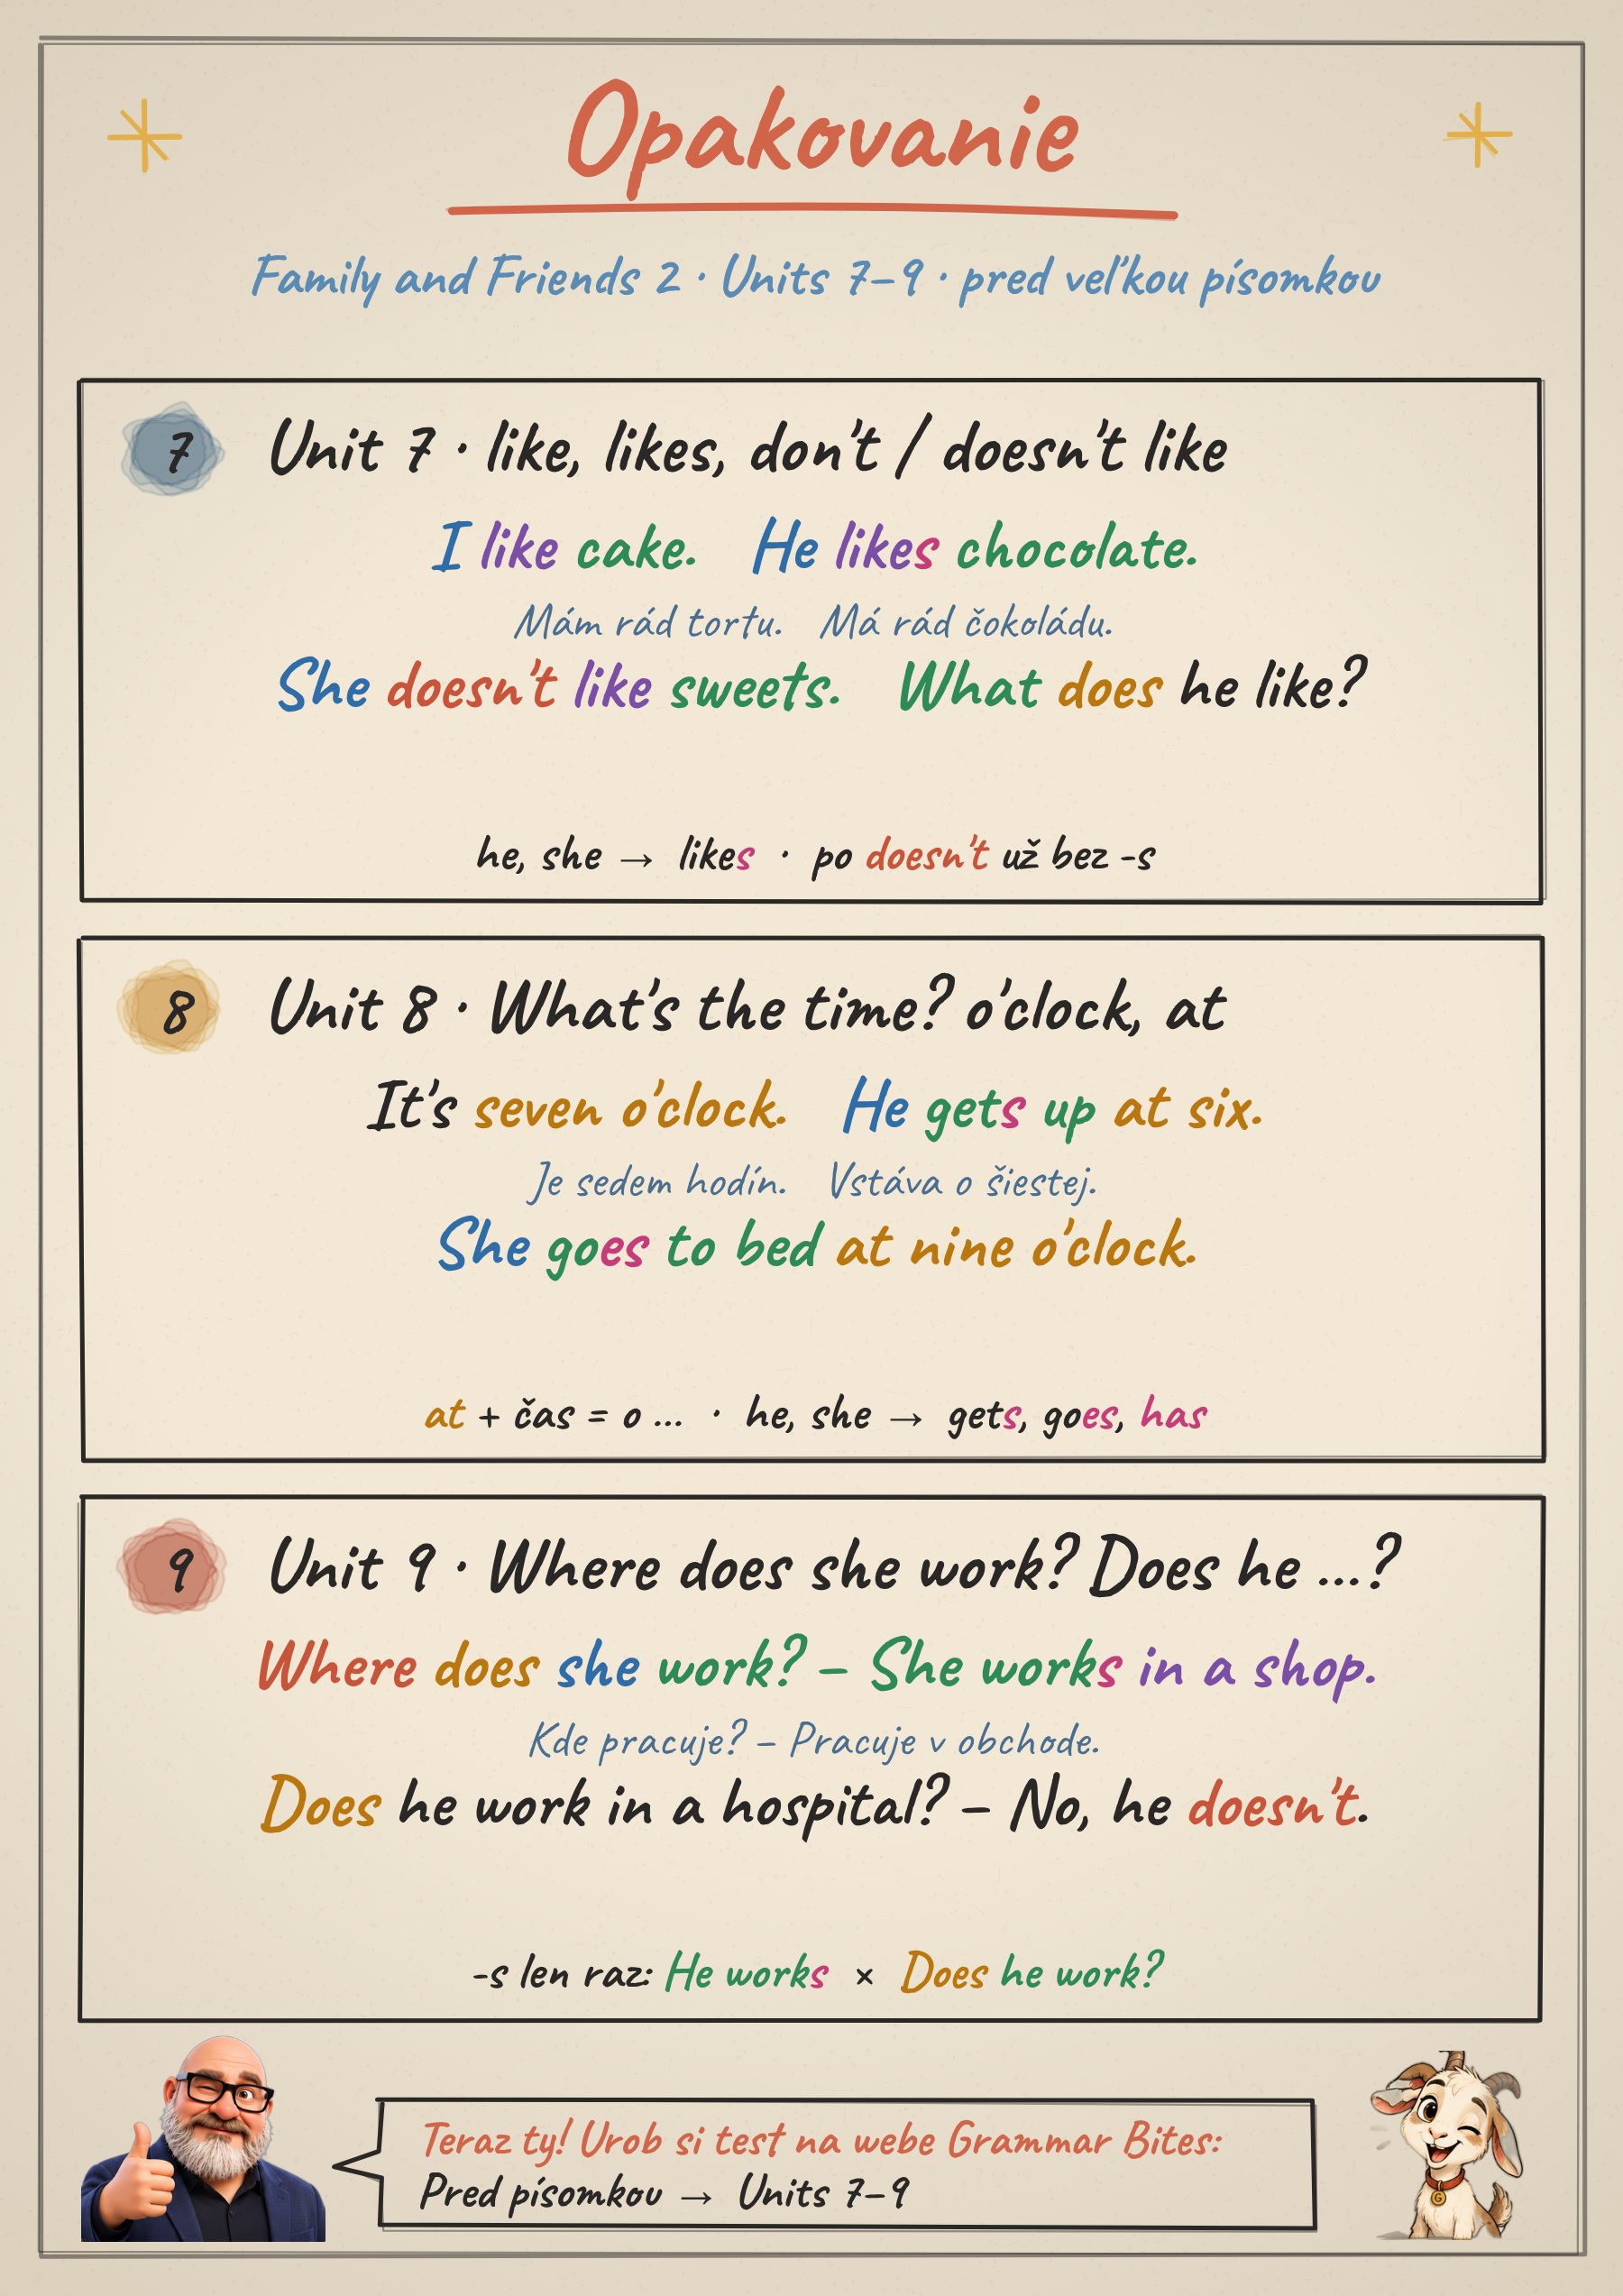 Opakovanie
Family and Friends 2 · Units 7–9 · pred veľkou písomkou
7
Unit 7 · like, likes, don't / doesn't like
I like cake. He likes chocolate.
Mám rád tortu. Má rád čokoládu.
She doesn't like sweets. What does he like?
he, she → likes · po doesn't už bez -s
8
Unit 8 · What's the time? o'clock, at
It's seven o'clock. He gets up at six.
Je sedem hodín. Vstáva o šiestej.
She goes to bed at nine o'clock.
at + čas = o ... · he, she → gets, goes, has
9
Unit 9 · Where does she work? Does he ...?
Where does she work? – She works in a shop.
Kde pracuje? – Pracuje v obchode.
Does he work in a hospital? – No, he doesn't.
-s len raz: He works × Does he work?
Teraz ty! Urob si test na webe Grammar Bites:
Pred písomkou → Units 7–9
G